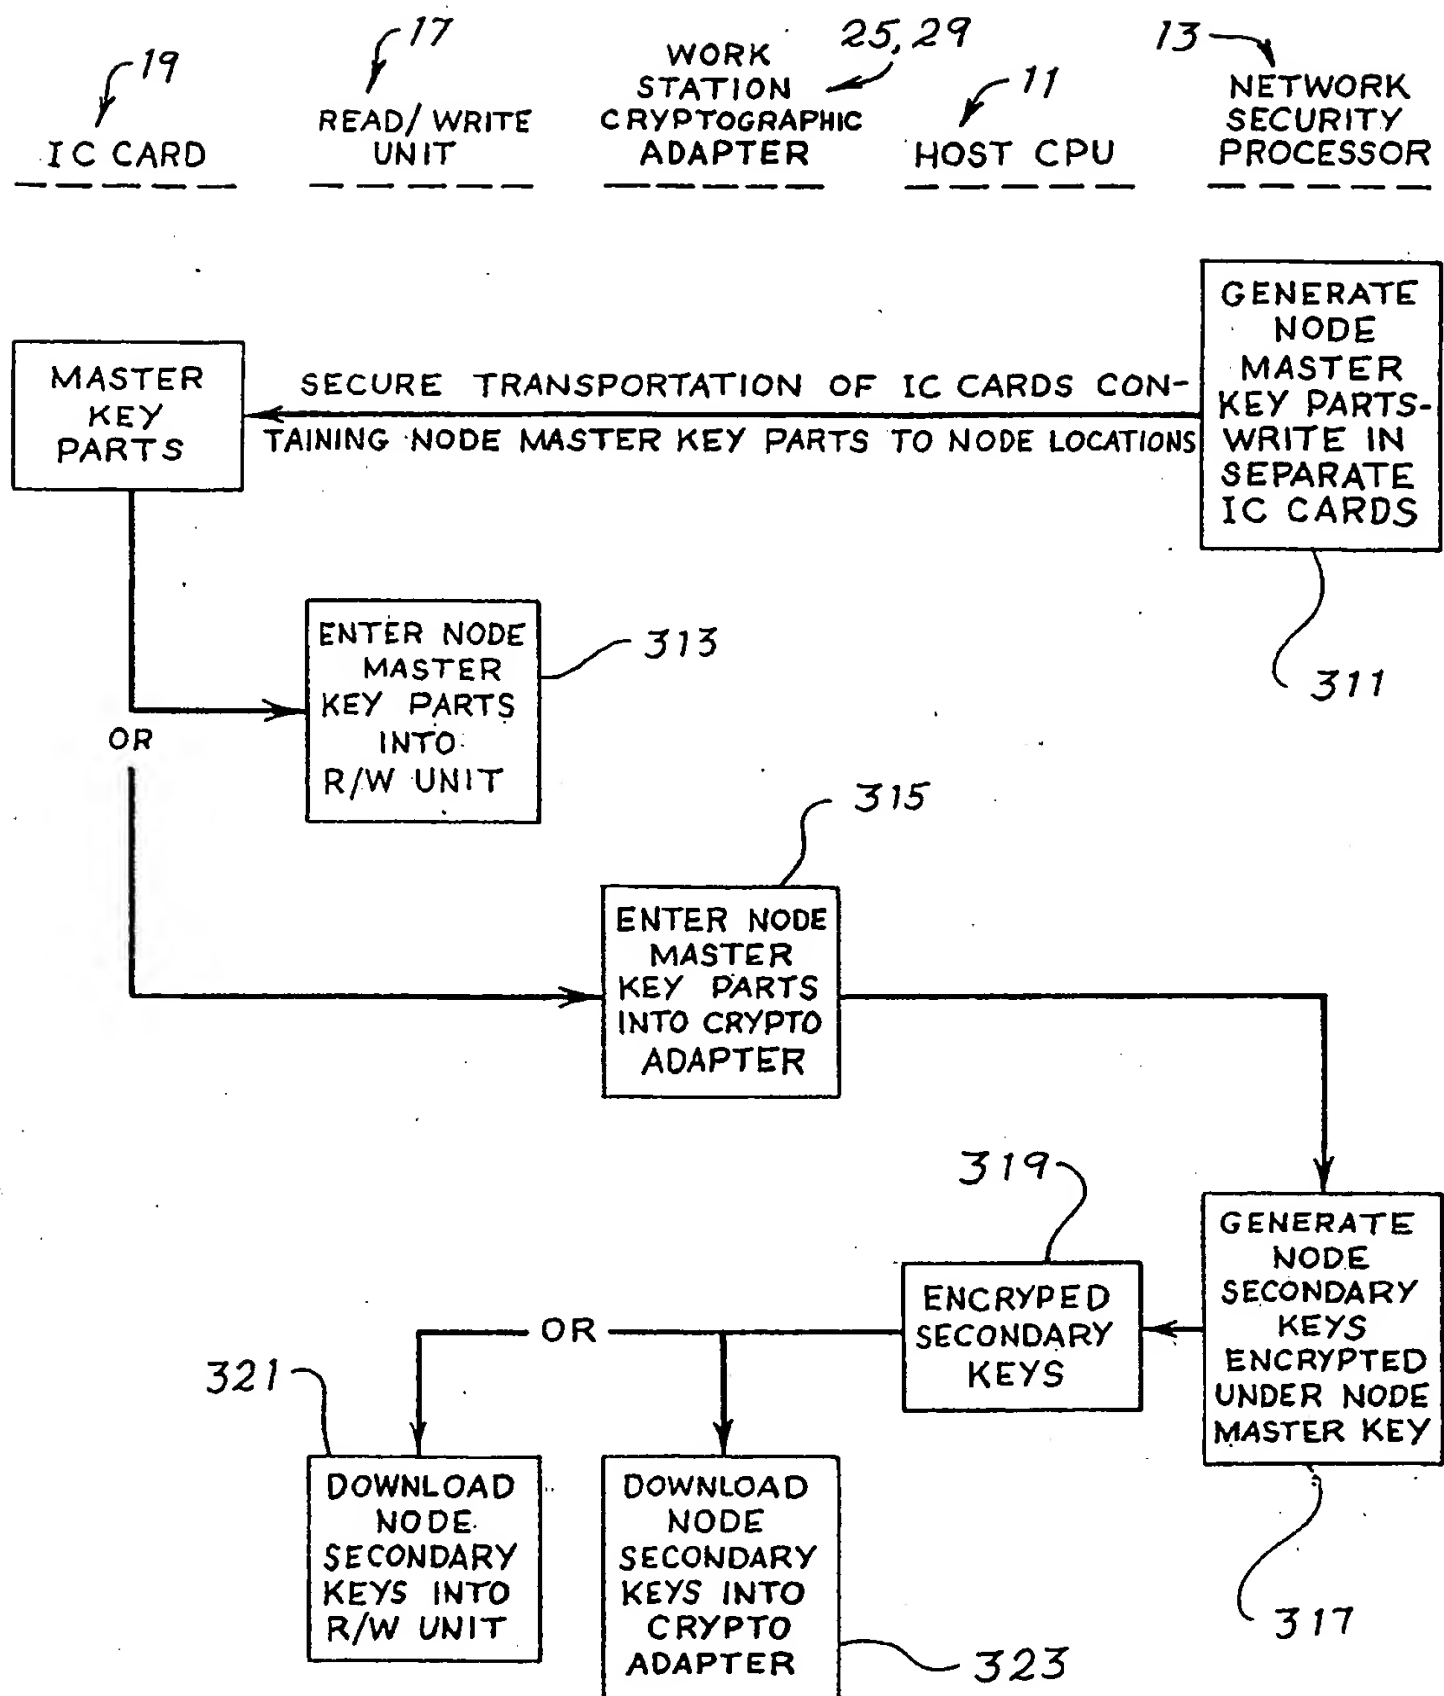 19
IC CARD
17
READ/WRITE
UNIT
25, 29
WORK
STATION
CRYPTOGRAPHIC
ADAPTER
11
HOST CPU
13
NETWORK
SECURITY
PROCESSOR
GENERATE
NODE
MASTER
KEY PARTS-
WRITE IN
SEPARATE
IC CARDS
311
SECURE TRANSPORTATION OF IC CARDS CON-
TAINING NODE MASTER KEY PARTS TO NODE LOCATIONS
MASTER
KEY
PARTS
OR
ENTER NODE
MASTER
KEY PARTS
INTO
R/W UNIT
313
315
ENTER NODE
MASTER
KEY PARTS
INTO CRYPTO
ADAPTER
GENERATE
NODE
SECONDARY
KEYS
ENCRYPTED
UNDER NODE
MASTER KEY
317
319
ENCRYPED
SECONDARY
KEYS
OR
321
DOWNLOAD
NODE
SECONDARY
KEYS INTO
R/W UNIT
DOWNLOAD
NODE
SECONDARY
KEYS INTO
CRYPTO
ADAPTER
323